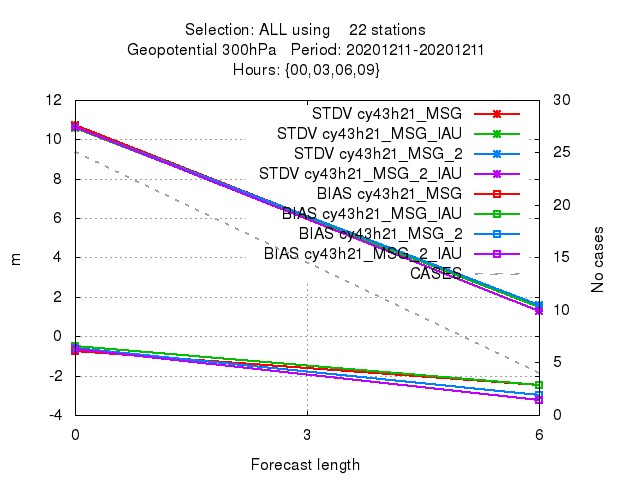 Selection: ALL using    22 stations
Geopotential 300hPa   Period: 20201211-20201211
Hours: {00,03,06,09}
12
30
STDV cy43h21_MSG
STDV cy43h21_MSG_IAU
STDV cy43h21_MSG_2
STDV cy43h21_MSG_2_IAU
BIAS cy43h21_MSG
BIAS cy43h21_MSG_IAU
BIAS cy43h21_MSG_2
BIAS cy43h21_MSG_2_IAU
CASES
10
8
6
4
2
0
-2
-4
25
20
15
10
5
0
m
No cases
0
3
6
Forecast length